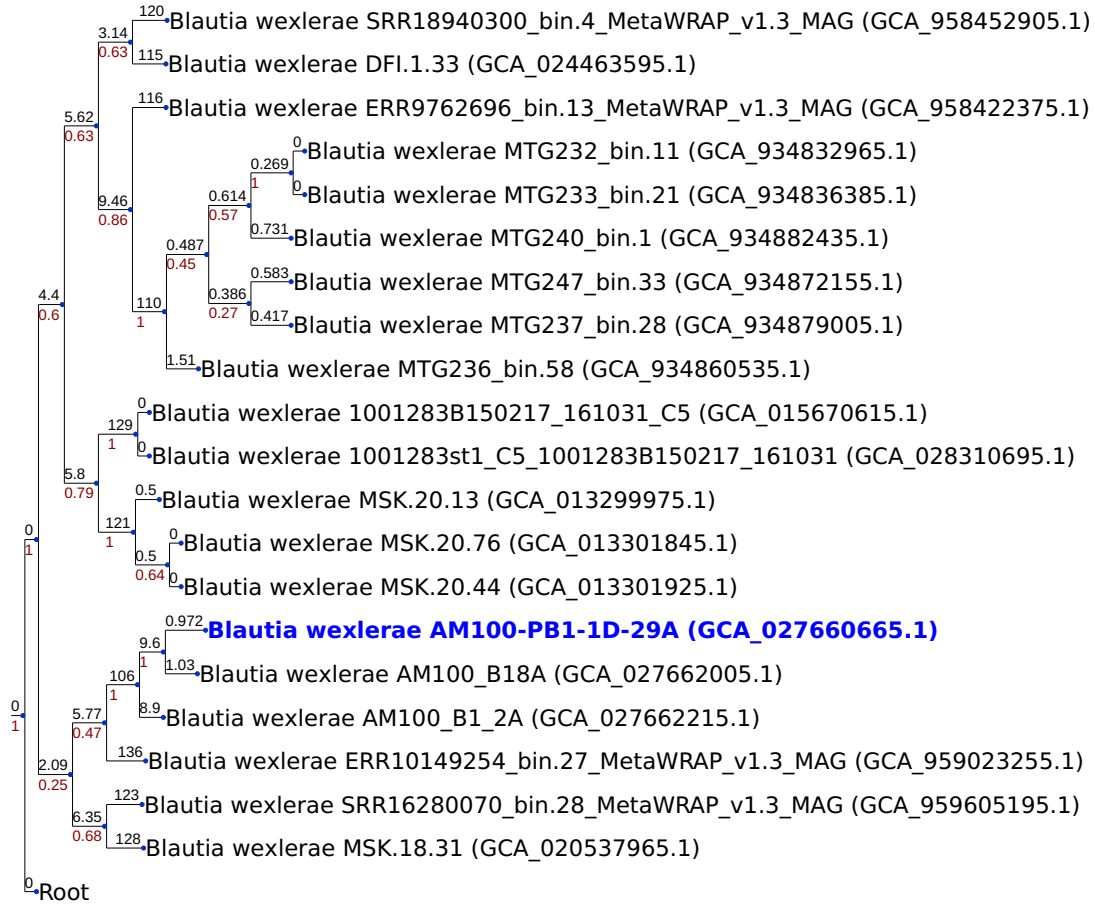 120 Blautia wexlerae SRR18940300_bin.4_MetaWRAP_v1.3_MAG (GCA_958452905.1)
3.14
0.63
115 Blautia wexlerae DFI.1.33 (GCA_024463595.1)
116 Blautia wexlerae ERR9762696_bin.13_MetaWRAP_v1.3_MAG (GCA_958422375.1)
5.62
0.63
0 Blautia wexlerae MTG232_bin.11 (GCA_934832965.1)
0.269
1
0 Blautia wexlerae MTG233_bin.21 (GCA_934836385.1)
9.46
0.86
0.614
0.57
0.731 Blautia wexlerae MTG240_bin.1 (GCA_934882435.1)
0.487
0.45
0.583 Blautia wexlerae MTG247_bin.33 (GCA_934872155.1)
4.4
0.6
110
1
0.386
0.27
0.417 Blautia wexlerae MTG237_bin.28 (GCA_934879005.1)
1.51 Blautia wexlerae MTG236_bin.58 (GCA_934860535.1)
0 Blautia wexlerae 1001283B150217_161031_C5 (GCA_015670615.1)
129
1
0 Blautia wexlerae 1001283st1_C5_1001283B150217_161031 (GCA_028310695.1)
5.8
0.79
0.5 Blautia wexlerae MSK.20.13 (GCA_013299975.1)
121
1
0
1
0 Blautia wexlerae MSK.20.76 (GCA_013301845.1)
0.5
0.64
0 Blautia wexlerae MSK.20.44 (GCA_013301925.1)
0.972 Blautia wexlerae AM100-PB1-1D-29A (GCA_027660665.1)
9.6
1
1.03 Blautia wexlerae AM100_B18A (GCA_027662005.1)
106
1
0
1
5.77
0.47
8.9 Blautia wexlerae AM100_B1_2A (GCA_027662215.1)
136 Blautia wexlerae ERR10149254_bin.27_MetaWRAP_v1.3_MAG (GCA_959023255.1)
2.09
0.25
123 Blautia wexlerae SRR16280070_bin.28_MetaWRAP_v1.3_MAG (GCA_959605195.1)
6.35
0.68
128 Blautia wexlerae MSK.18.31 (GCA_020537965.1)
0 Root